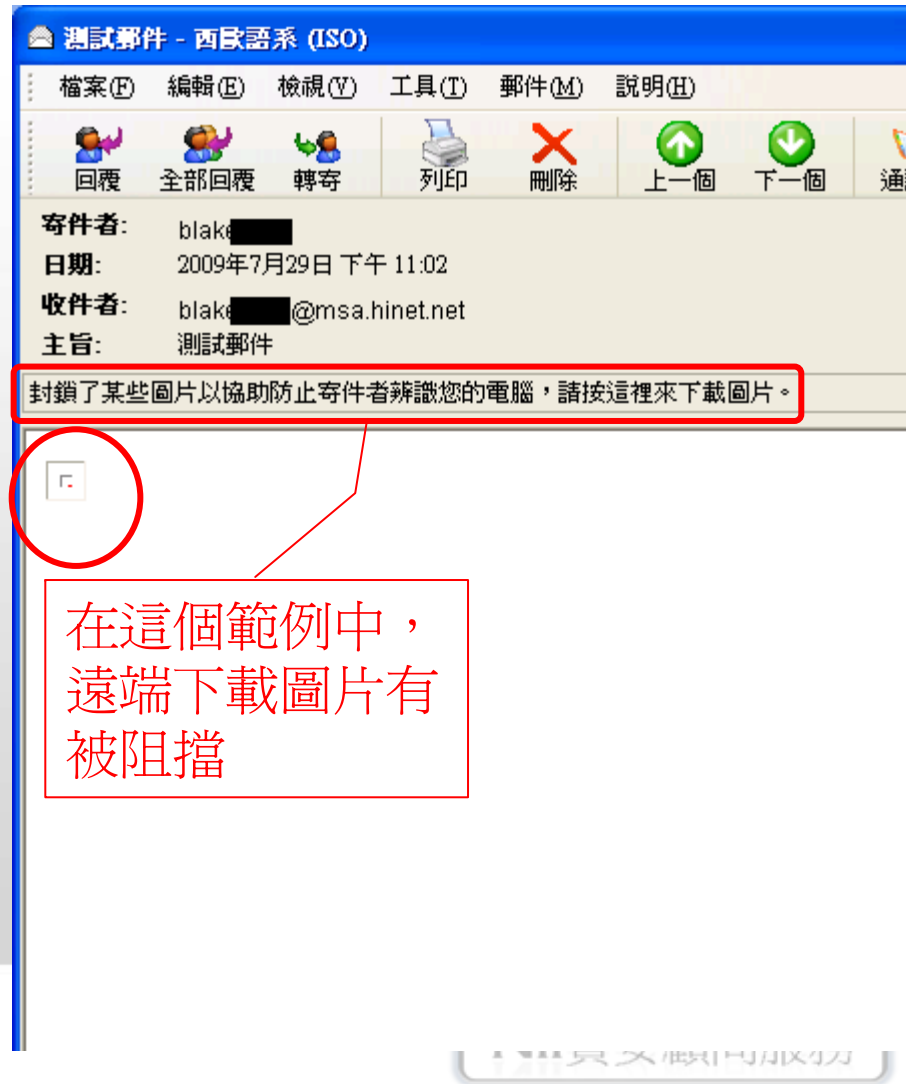 測試郵件 - 西歐語系 (ISO)
檔案(F) 編輯(E) 檢視(V) 工具(T) 郵件(M) 說明(H)
回覆 全部回覆 轉寄 列印 刪除 上一個 下一個
寄件者: blake
日期: 2009年7月29日 下午 11:02
收件者: blake @msa.hinet.net
主旨: 測試郵件
封鎖了某些圖片以協助防止寄件者辨識您的電腦，請按這裡來下載圖片。
在這個範例中，
遠端下載圖片有
被阻擋
資安顧問服務